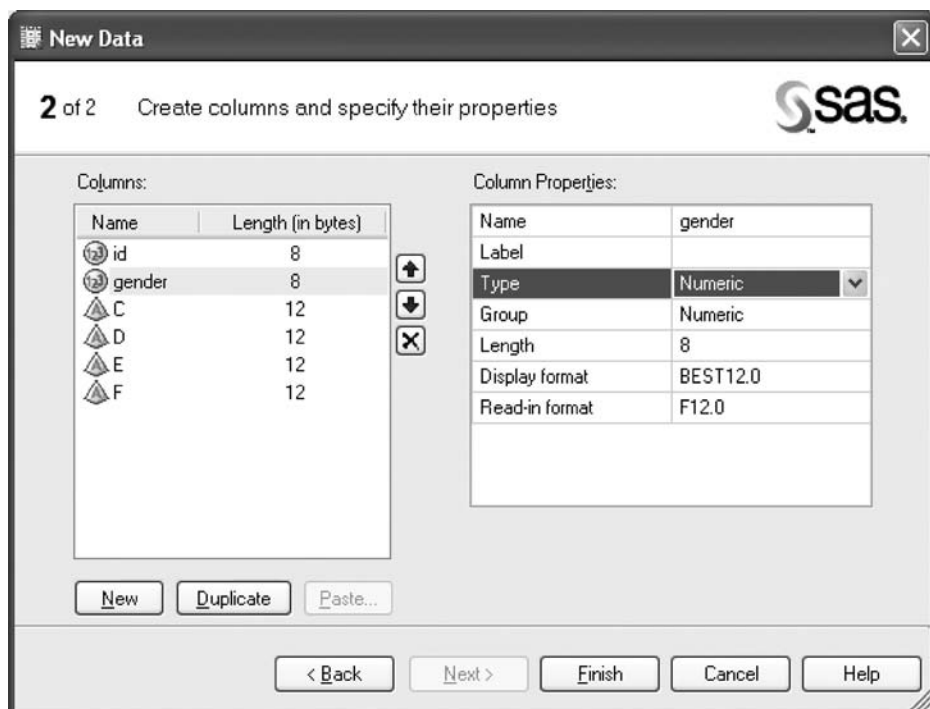 New Data
2 of 2 Create columns and specify their properties
sas.
Columns:
Name Length (in bytes)
id 8
gender 8
C 12
D 12
E 12
F 12
New Duplicate Paste...
Column Properties:
Name gender
Label
Type Numeric
Group Numeric
Length 8
Display format BEST12.0
Read-in format F12.0
< Back Next > Finish Cancel Help